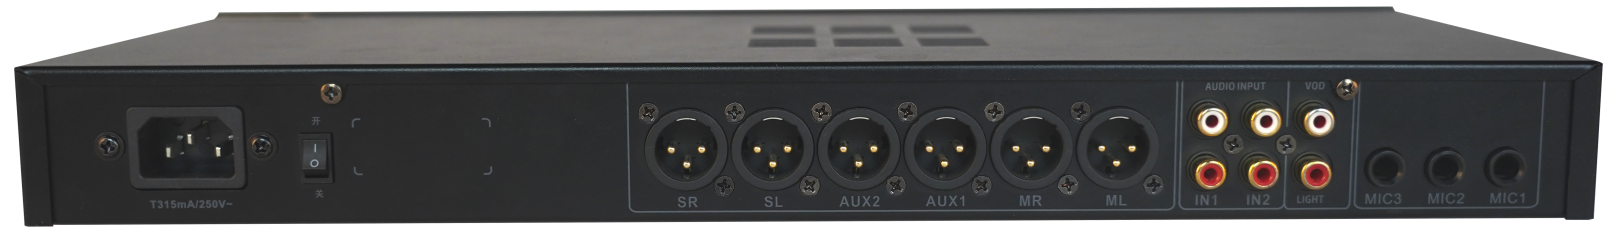 AUDIO INPUT
VOD
开
I
O
关
T315mA/250V~
SR
SL
AUX2
AUX1
MR
ML
IN1
IN2
LIGHT
MIC3
MIC2
MIC1